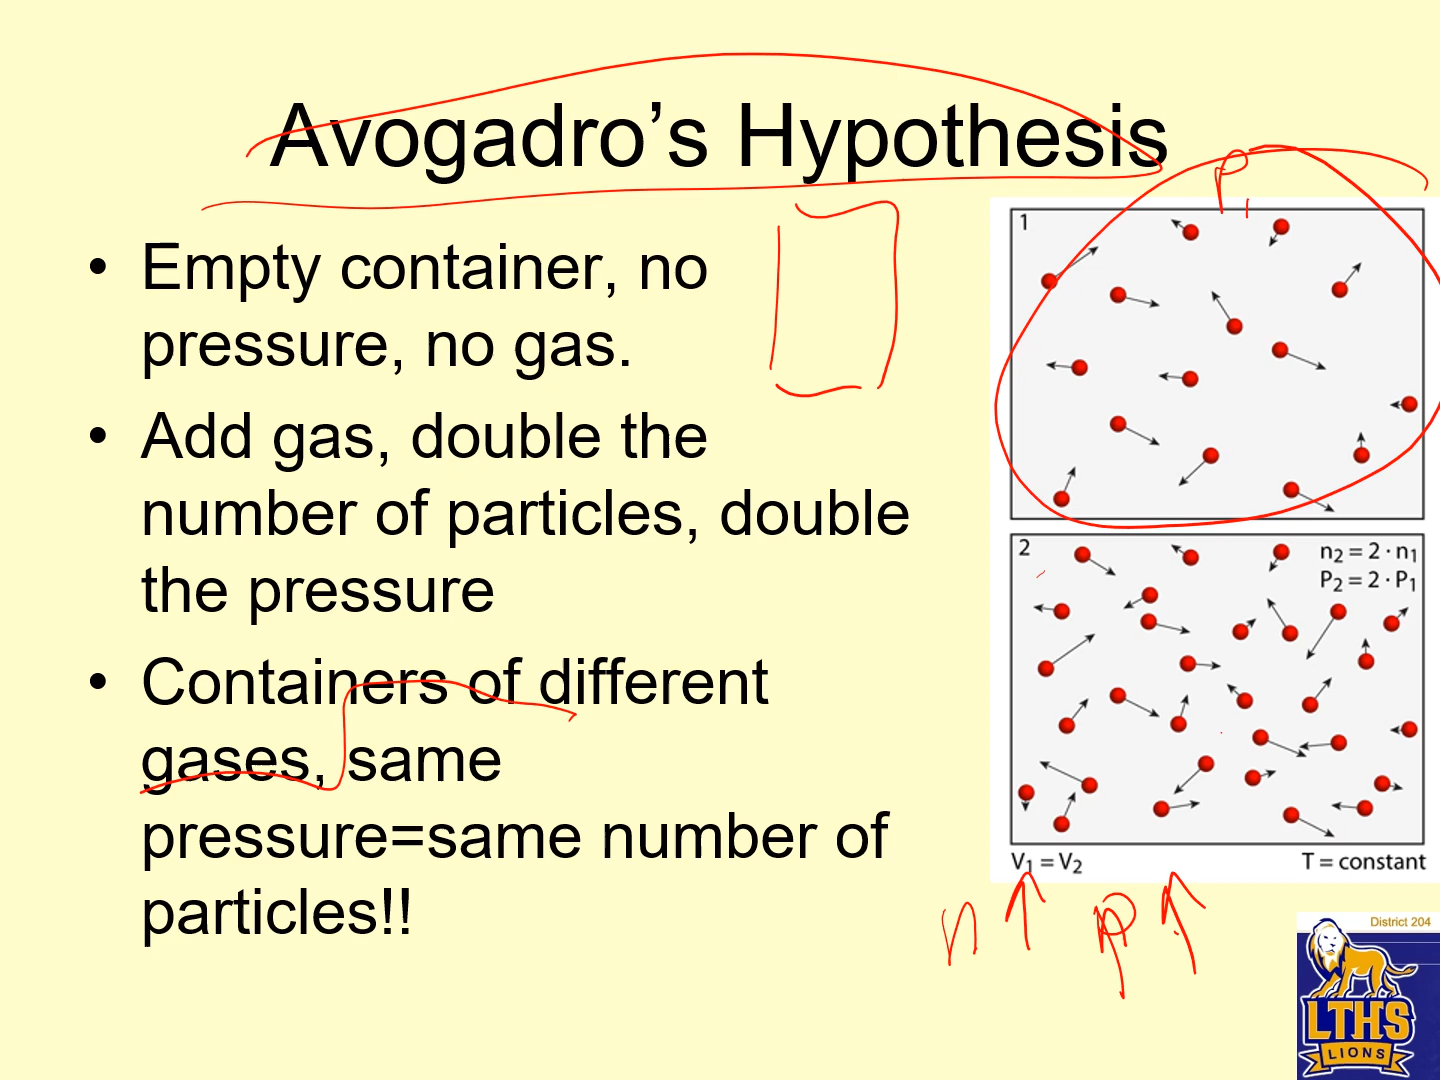 Avogadro’s Hypothesis
• Empty container, no
pressure, no gas.
• Add gas, double the
number of particles, double
the pressure
• Containers of different
gases, same
pressure=same number of
particles!!
P1
1
2
n2 = 2 · n1
P2 = 2 · P1
V1 = V2
T = constant
n ↑ P ↑
District 204
LTHS
LIONS